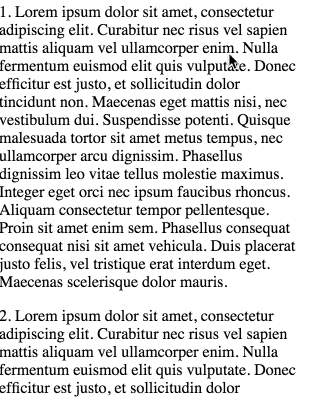 1. Lorem ipsum dolor sit amet, consectetur
adipiscing elit. Curabitur nec risus vel sapien
mattis aliquam vel ullamcorper enim. Nulla
fermentum euismod elit quis vulputate. Donec
efficitur est justo, et sollicitudin dolor
tincidunt non. Maecenas eget mattis nisi, nec
vestibulum dui. Suspendisse potenti. Quisque
malesuada tortor sit amet metus tempus, nec
ullamcorper arcu dignissim. Phasellus
dignissim leo vitae tellus molestie maximus.
Integer eget orci nec ipsum faucibus rhoncus.
Aliquam consectetur tempor pellentesque.
Proin sit amet enim sem. Phasellus consequat
consequat nisi sit amet vehicula. Duis placerat
justo felis, vel tristique erat interdum eget.
Maecenas scelerisque dolor mauris.
2. Lorem ipsum dolor sit amet, consectetur
adipiscing elit. Curabitur nec risus vel sapien
mattis aliquam vel ullamcorper enim. Nulla
fermentum euismod elit quis vulputate. Donec
efficitur est justo, et sollicitudin dolor